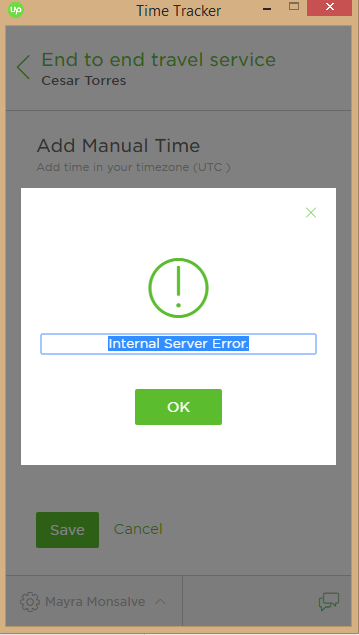 up
Time Tracker
End to end travel service
Cesar Torres
Add Manual Time
Add time in your timezone (UTC )
Internal Server Error.
OK
Save
Cancel
Mayra Monsalve